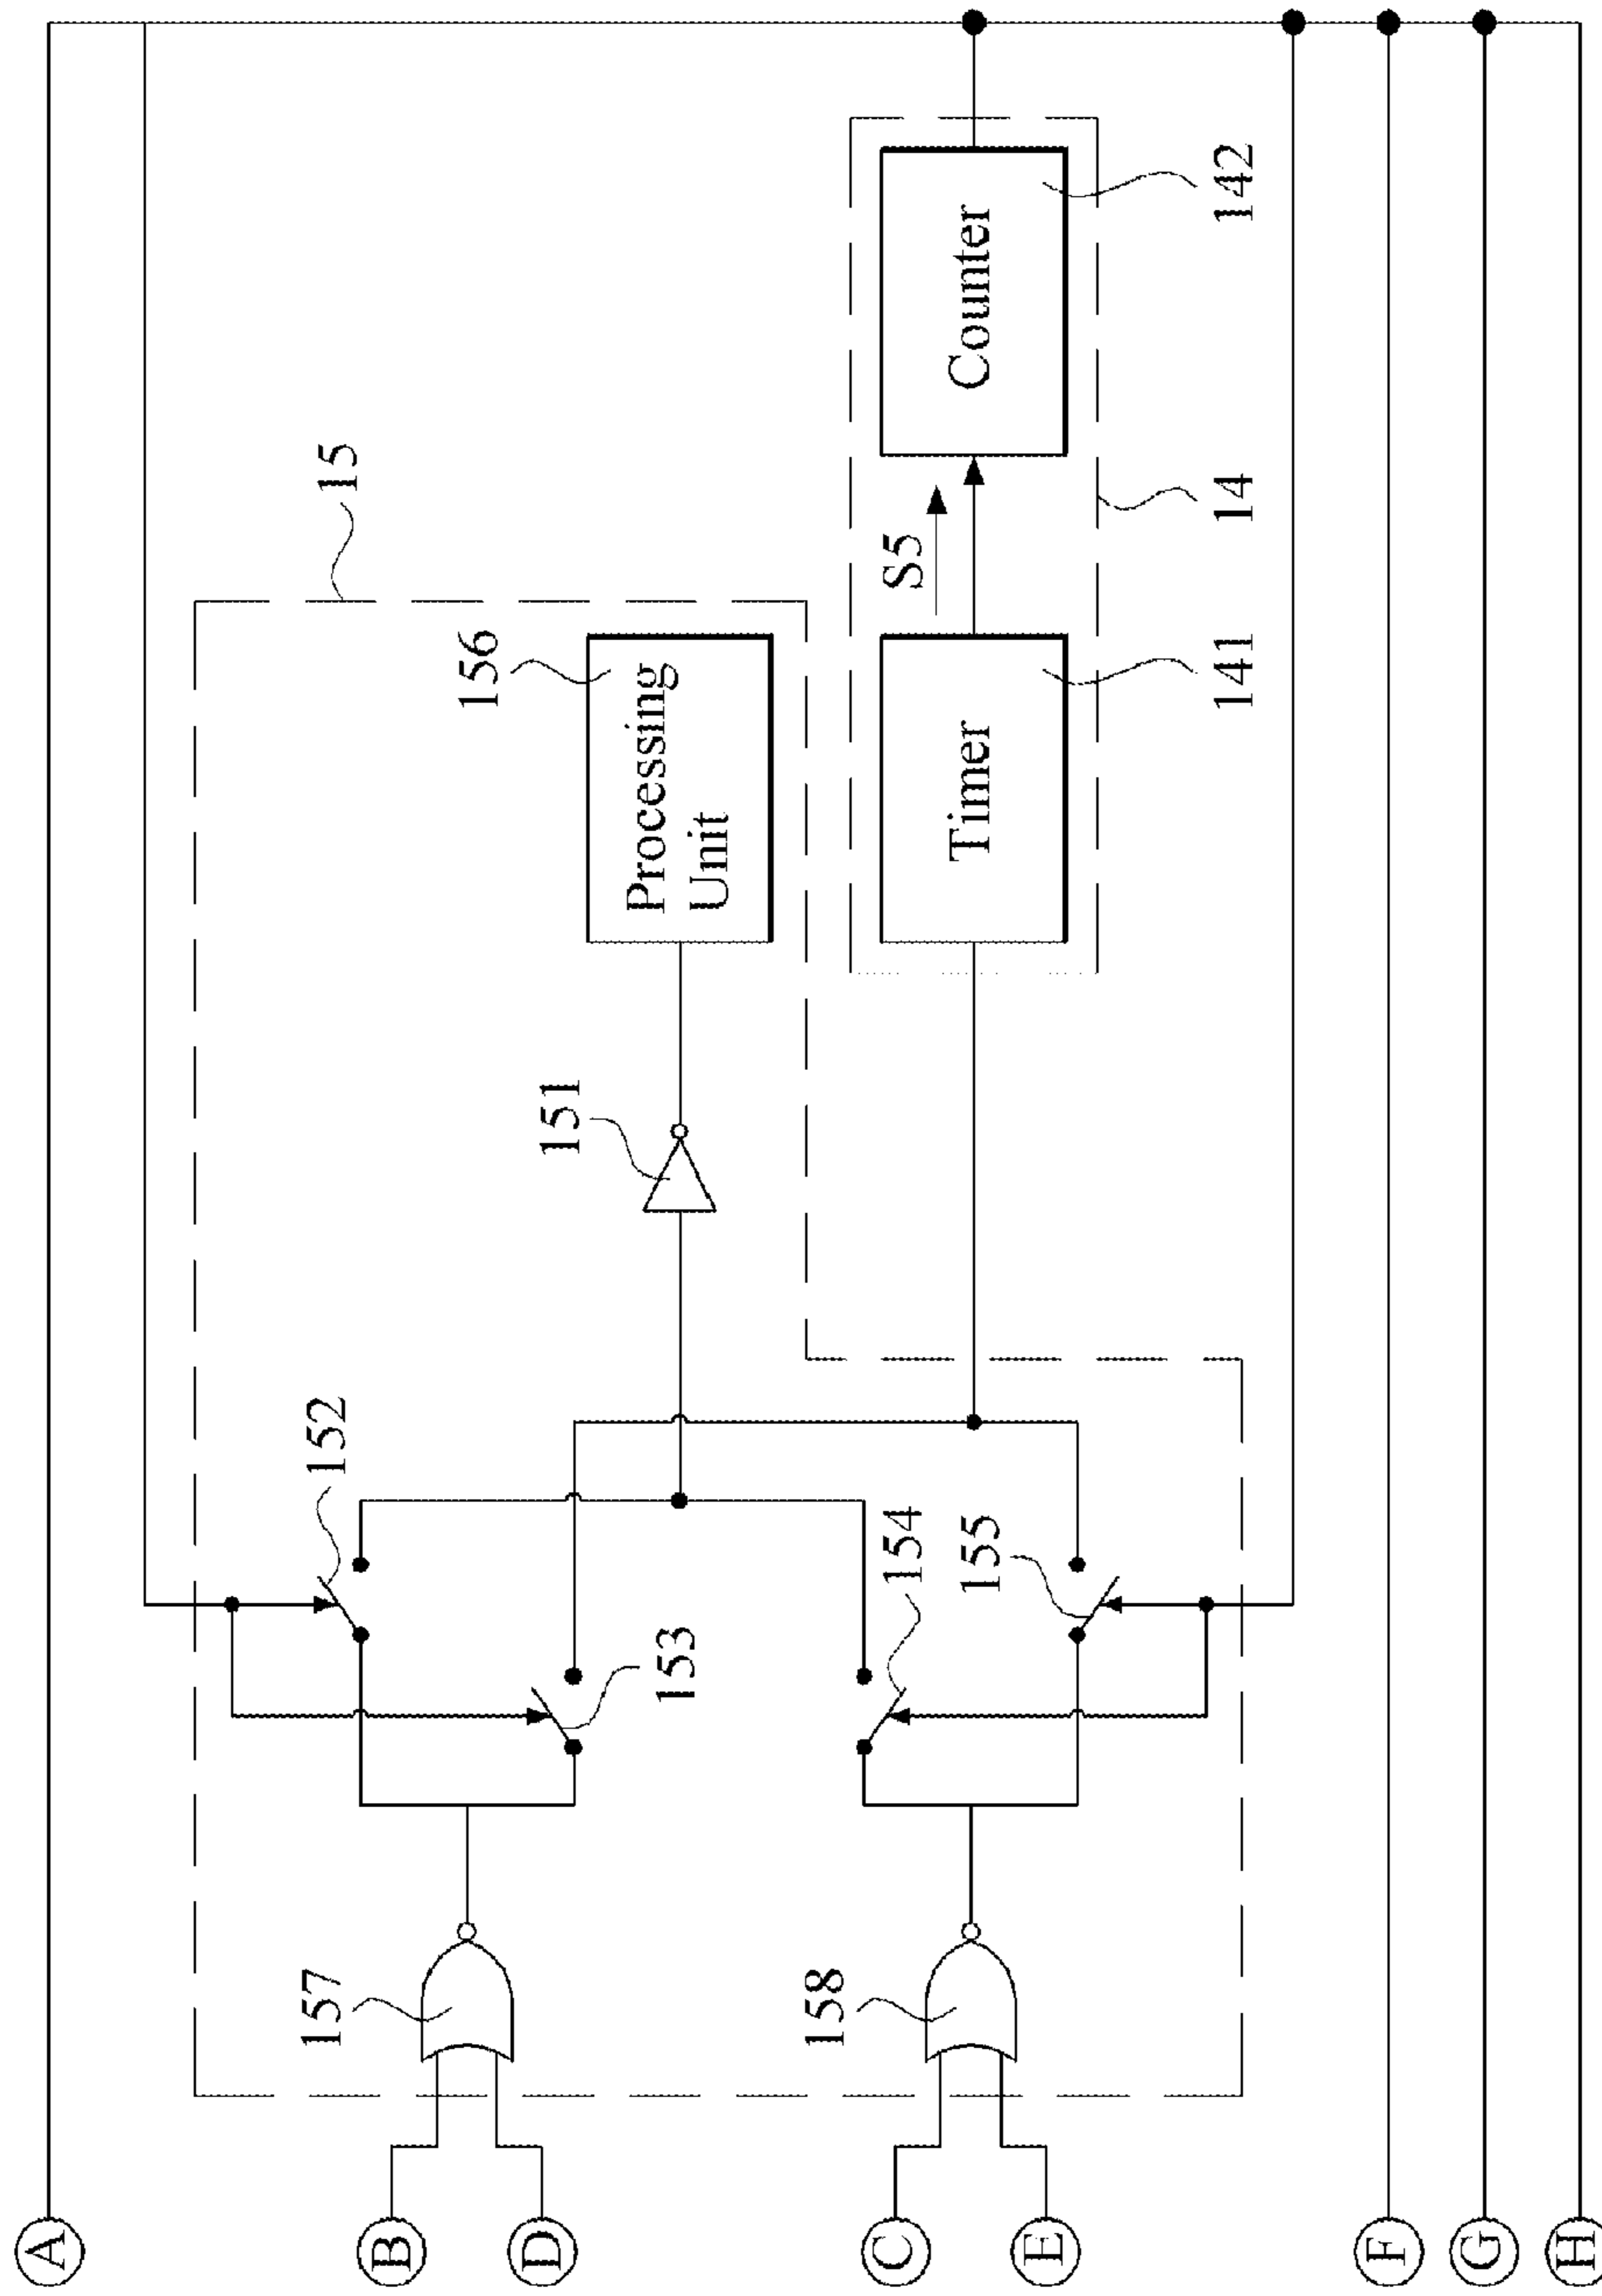 A
B
D
C
E
F
G
H
157
158
152
153
154
155
151
15
156
Processing
Unit
Timer
141
S5
14
Counter
142